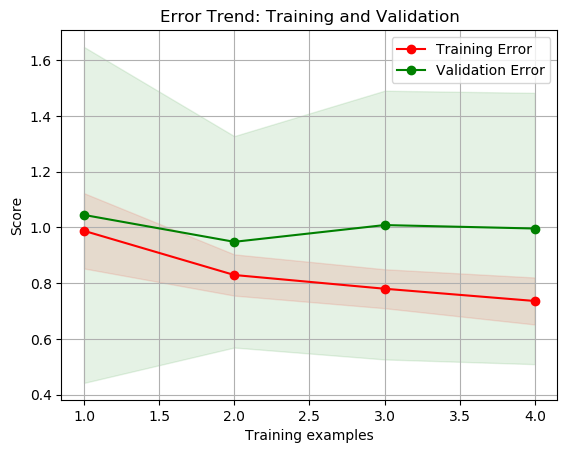 Error Trend: Training and Validation
Training Error
Validation Error
Score
1.6
1.4
1.2
1.0
0.8
0.6
0.4
1.0 1.5 2.0 2.5 3.0 3.5 4.0
Training examples